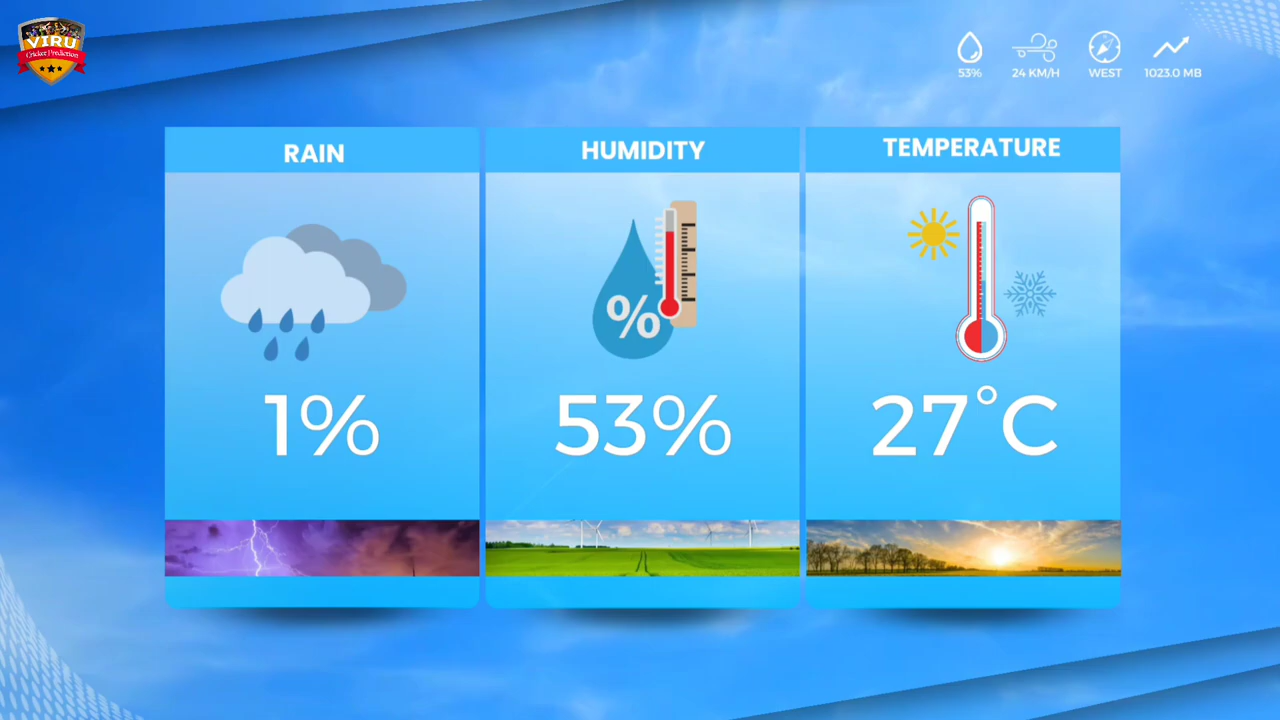 VIRU
Cricket Prediction
53%
24 KM/H
WEST
1023.0 MB
RAIN
HUMIDITY
TEMPERATURE
%
1%
53%
27°C